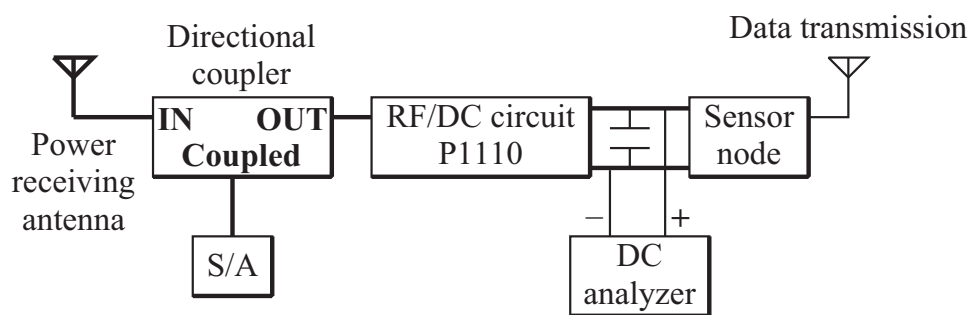 Directional
coupler
Data transmission
Power
receiving
antenna
IN OUT
Coupled
RF/DC circuit
P1110
Sensor
node
S/A
− +
DC
analyzer